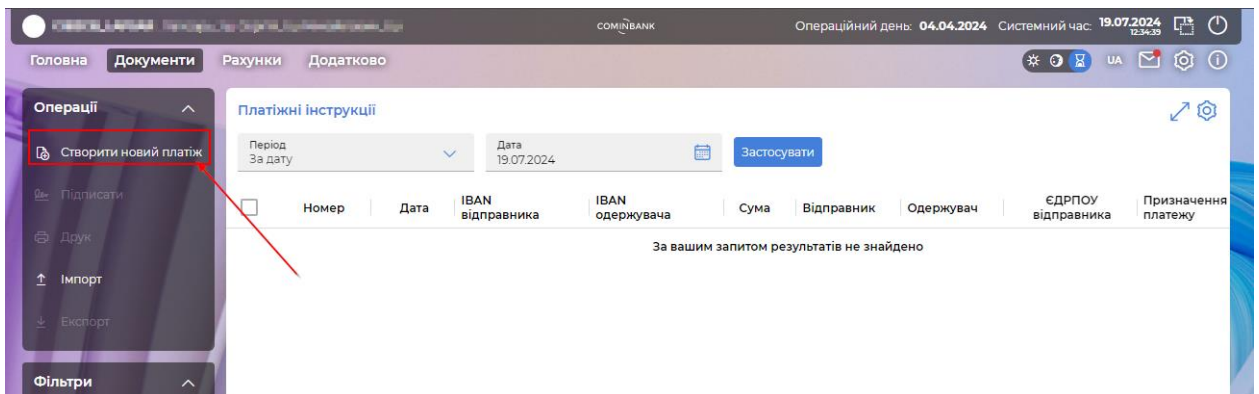 COMINBANK
Операційний день: 04.04.2024 Системний час: 19.07.2024 12:34:39
Головна Документи Рахунки Додатково
UA
Операції
Створити новий платіж
Підписати
Друк
Імпорт
Експорт
Фільтри
Платіжні інструкції
Період
За дату
Дата
19.07.2024
Застосувати
Номер
Дата
IBAN
відправника
IBAN
одержувача
Сума
Відправник
Одержувач
ЄДРПОУ
відправника
Призначення
платежу
За вашим запитом результатів не знайдено